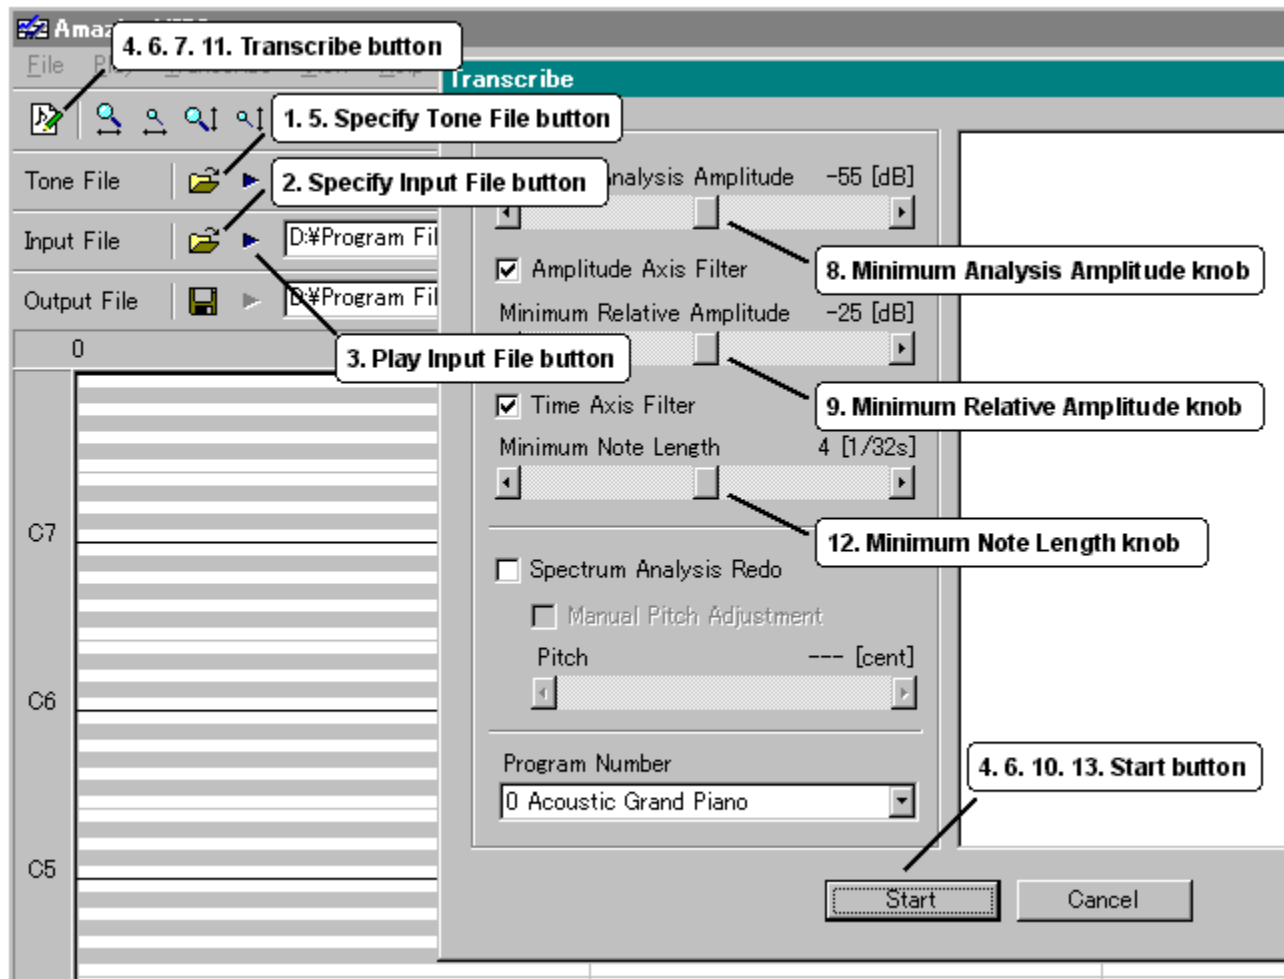 Amaz
4. 6. 7. 11. Transcribe button
File
Transcribe
1. 5. Specify Tone File button
Tone File
2. Specify Input File button
nalysis Amplitude -55 [dB]
Input File
D:¥Program Fil
8. Minimum Analysis Amplitude knob
Amplitude Axis Filter
Output File
D:¥Program Fil
Minimum Relative Amplitude -25 [dB]
0
3. Play Input File button
9. Minimum Relative Amplitude knob
Time Axis Filter
Minimum Note Length 4 [1/32s]
C7
12. Minimum Note Length knob
Spectrum Analysis Redo
Manual Pitch Adjustment
Pitch --- [cent]
C6
Program Number
4. 6. 10. 13. Start button
0 Acoustic Grand Piano
C5
Start
Cancel